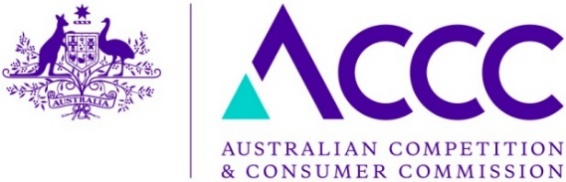 AUSTRALIA
ACCC
AUSTRALIAN COMPETITION
& CONSUMER COMMISSION